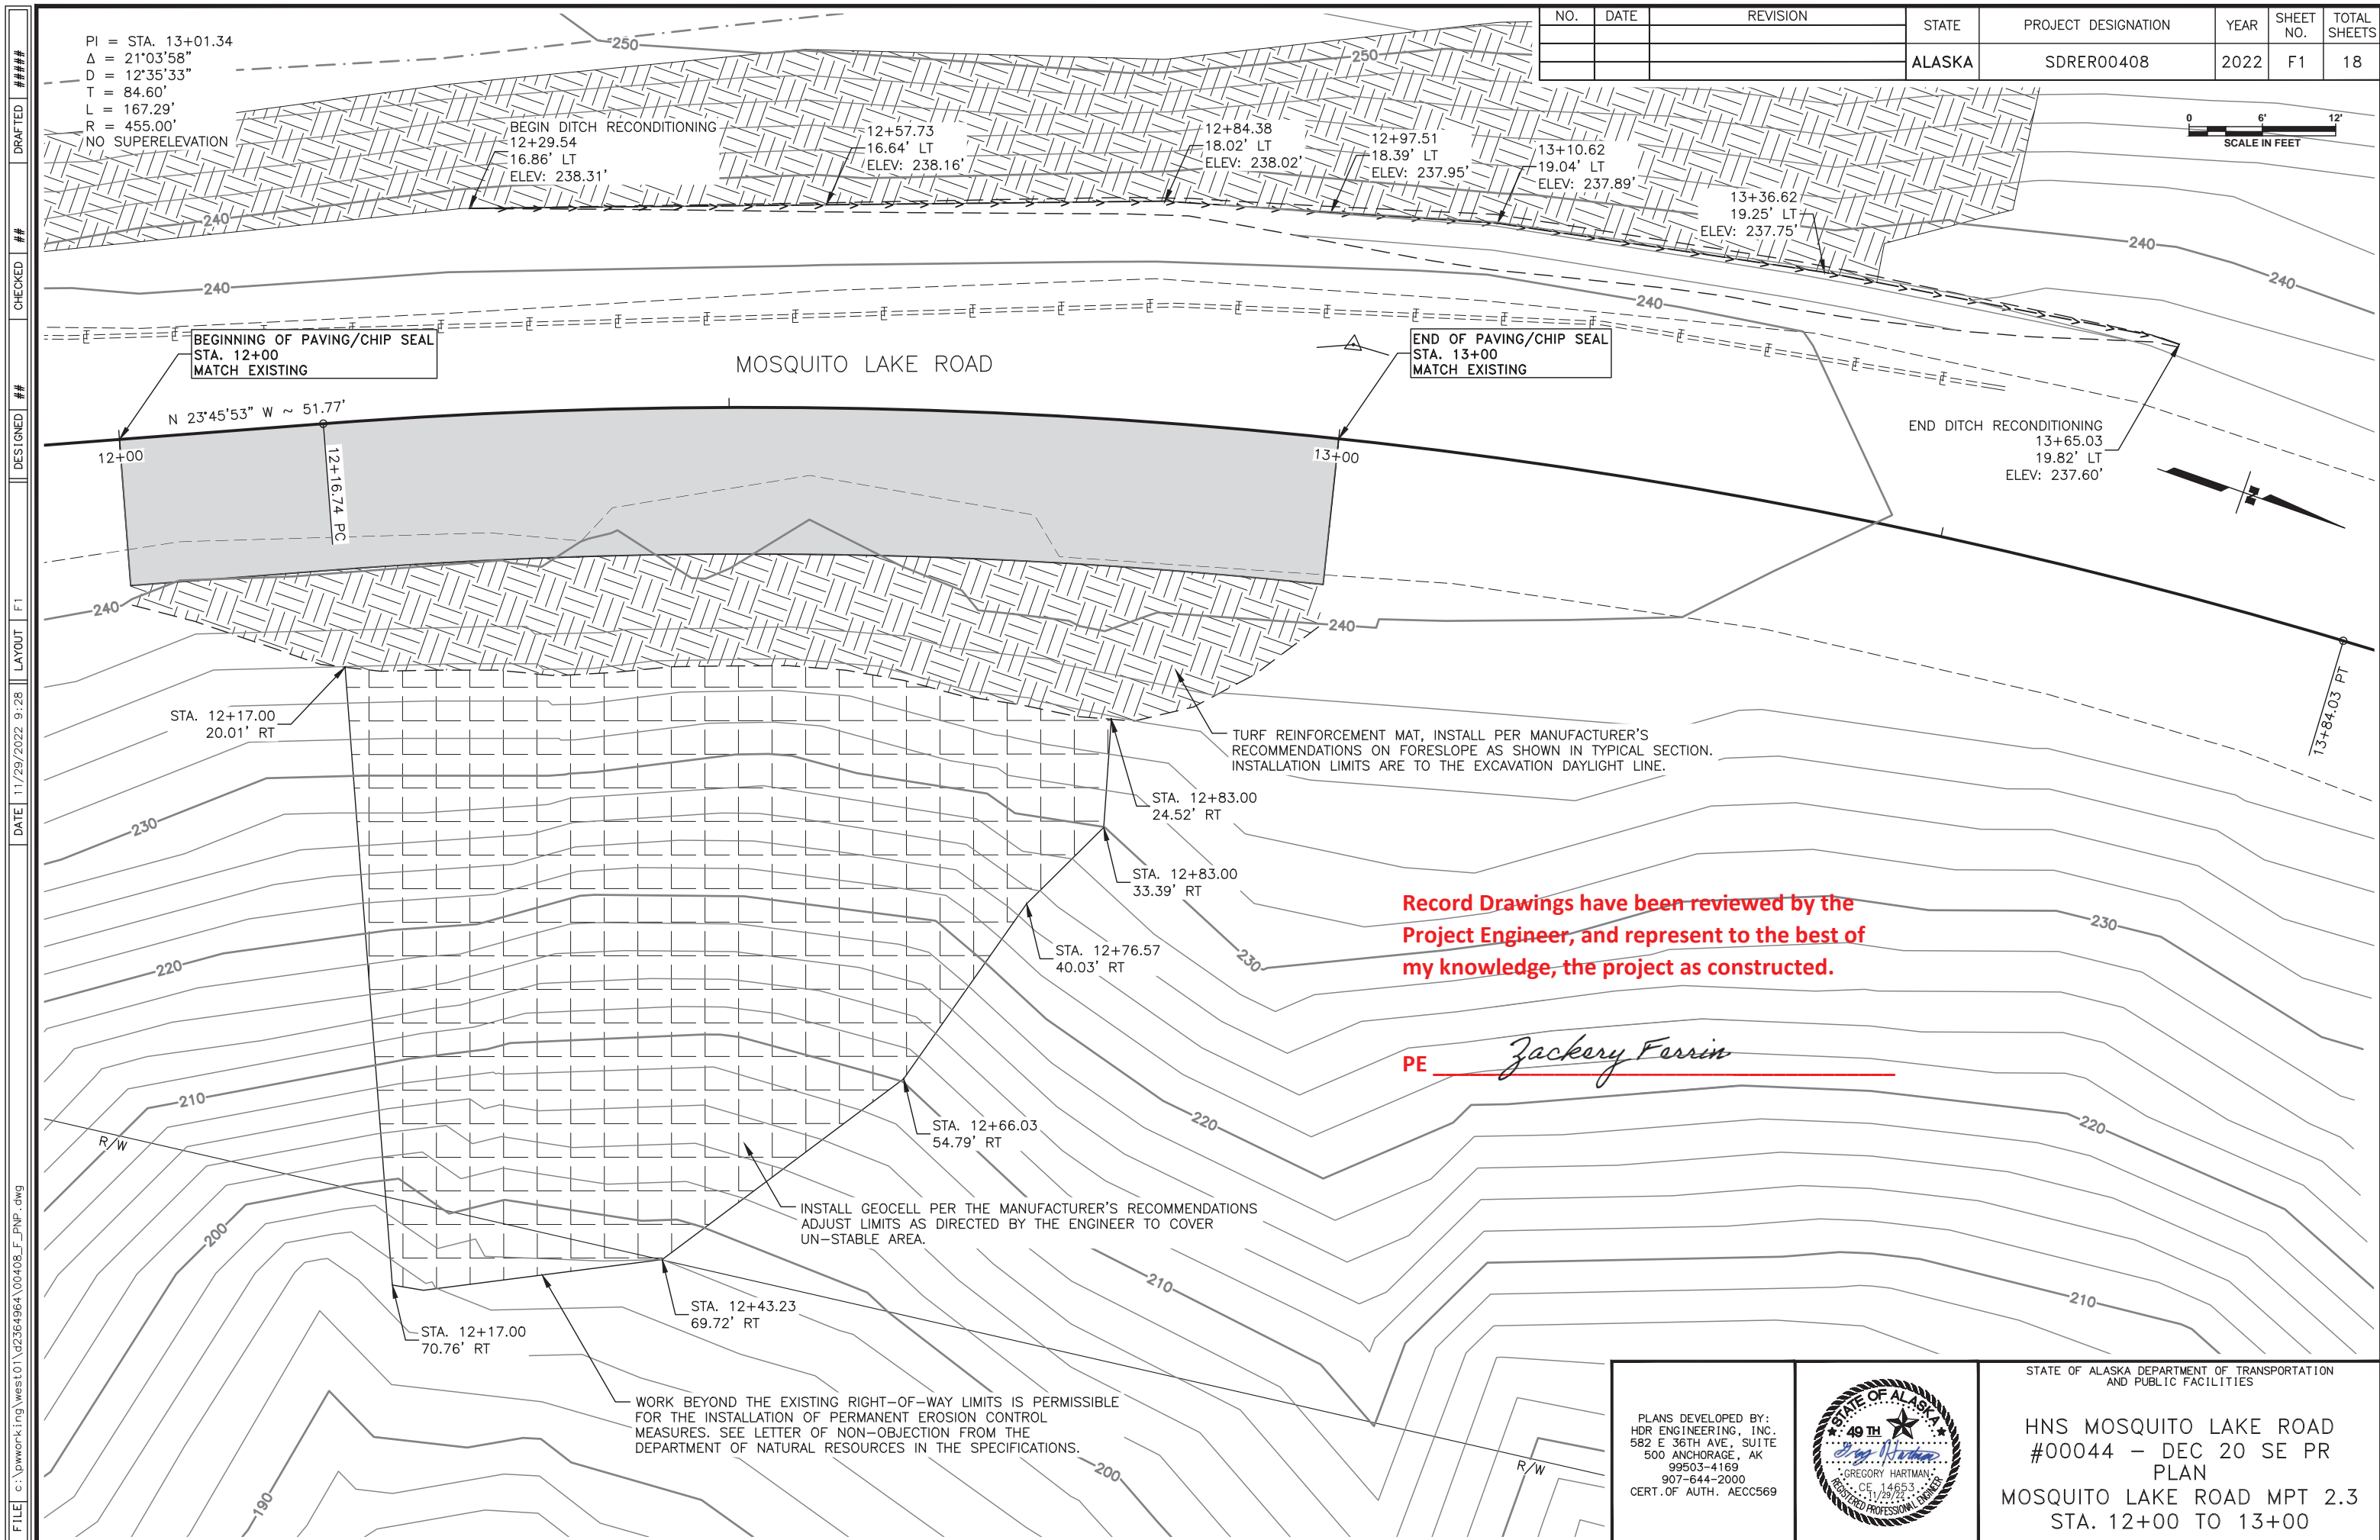 NO. DATE REVISION STATE PROJECT DESIGNATION YEAR SHEET NO. TOTAL SHEETS
ALASKA SDRER00408 2022 F1 18
PI = STA. 13+01.34
Δ = 21°03'58"
D = 12°35'33"
T = 84.60'
L = 167.29'
R = 455.00'
NO SUPERELEVATION
250
250
0 6' 12'
SCALE IN FEET
BEGIN DITCH RECONDITIONING
12+29.54
16.86' LT
ELEV: 238.31'
12+57.73
16.64' LT
ELEV: 238.16'
12+84.38
18.02' LT
ELEV: 238.02'
12+97.51
18.39' LT
ELEV: 237.95'
13+10.62
19.04' LT
ELEV: 237.89'
13+36.62
19.25' LT
ELEV: 237.75'
240
240
240
240
240
BEGINNING OF PAVING/CHIP SEAL
STA. 12+00
MATCH EXISTING
MOSQUITO LAKE ROAD
END OF PAVING/CHIP SEAL
STA. 13+00
MATCH EXISTING
N 23°45'53" W ~ 51.77'
12+00
12+16.74 PC
13+00
END DITCH RECONDITIONING
13+65.03
19.82' LT
ELEV: 237.60'
240
240
13+84.03 PT
STA. 12+17.00
20.01' RT
TURF REINFORCEMENT MAT, INSTALL PER MANUFACTURER'S
RECOMMENDATIONS ON FORESLOPE AS SHOWN IN TYPICAL SECTION.
INSTALLATION LIMITS ARE TO THE EXCAVATION DAYLIGHT LINE.
STA. 12+83.00
24.52' RT
230
STA. 12+83.00
33.39' RT
STA. 12+76.57
40.03' RT
230
230
220
Record Drawings have been reviewed by the
Project Engineer, and represent to the best of
my knowledge, the project as constructed.
PE Zackery Ferrin
210
R/W
STA. 12+66.03
54.79' RT
220
220
INSTALL GEOCELL PER THE MANUFACTURER'S RECOMMENDATIONS
ADJUST LIMITS AS DIRECTED BY THE ENGINEER TO COVER
UN-STABLE AREA.
200
210
210
STA. 12+43.23
69.72' RT
STA. 12+17.00
70.76' RT
WORK BEYOND THE EXISTING RIGHT-OF-WAY LIMITS IS PERMISSIBLE
FOR THE INSTALLATION OF PERMANENT EROSION CONTROL
MEASURES. SEE LETTER OF NON-OBJECTION FROM THE
DEPARTMENT OF NATURAL RESOURCES IN THE SPECIFICATIONS.
200
R/W
190
PLANS DEVELOPED BY:
HDR ENGINEERING, INC.
582 E 36TH AVE, SUITE
500 ANCHORAGE, AK
99503-4169
907-644-2000
CERT.OF AUTH. AECC569
STATE OF ALASKA
49 TH
Greg Hartman
GREGORY HARTMAN
CE 14653
11/29/22
REGISTERED PROFESSIONAL ENGINEER
STATE OF ALASKA DEPARTMENT OF TRANSPORTATION
AND PUBLIC FACILITIES
HNS MOSQUITO LAKE ROAD
#00044 - DEC 20 SE PR
PLAN
MOSQUITO LAKE ROAD MPT 2.3
STA. 12+00 TO 13+00
FILE c:\pwworking\west01\d2364964\00408_F_PNP.dwg DATE 11/29/2022 9:28 LAYOUT F1 DESIGNED ## CHECKED ## DRAFTED #####